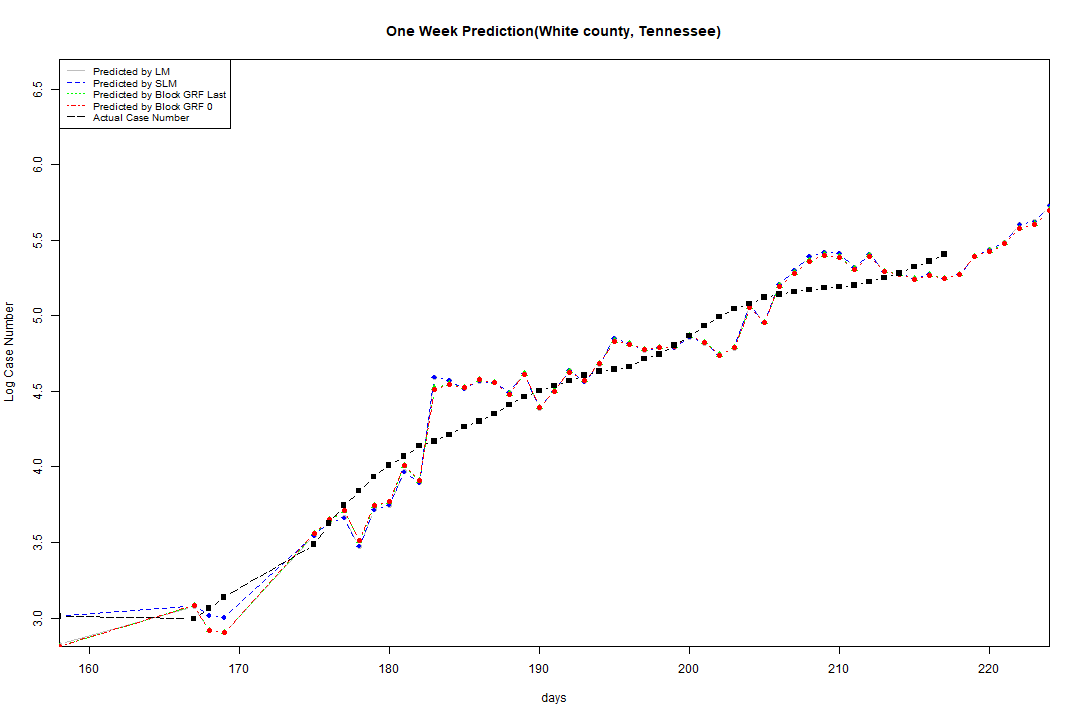 One Week Prediction(White county, Tennessee)
Predicted by LM
Predicted by SLM
Predicted by Block GRF Last
Predicted by Block GRF 0
Actual Case Number
6.5
6.0
5.5
5.0
4.5
4.0
3.5
3.0
Log Case Number
160 170 180 190 200 210 220
days